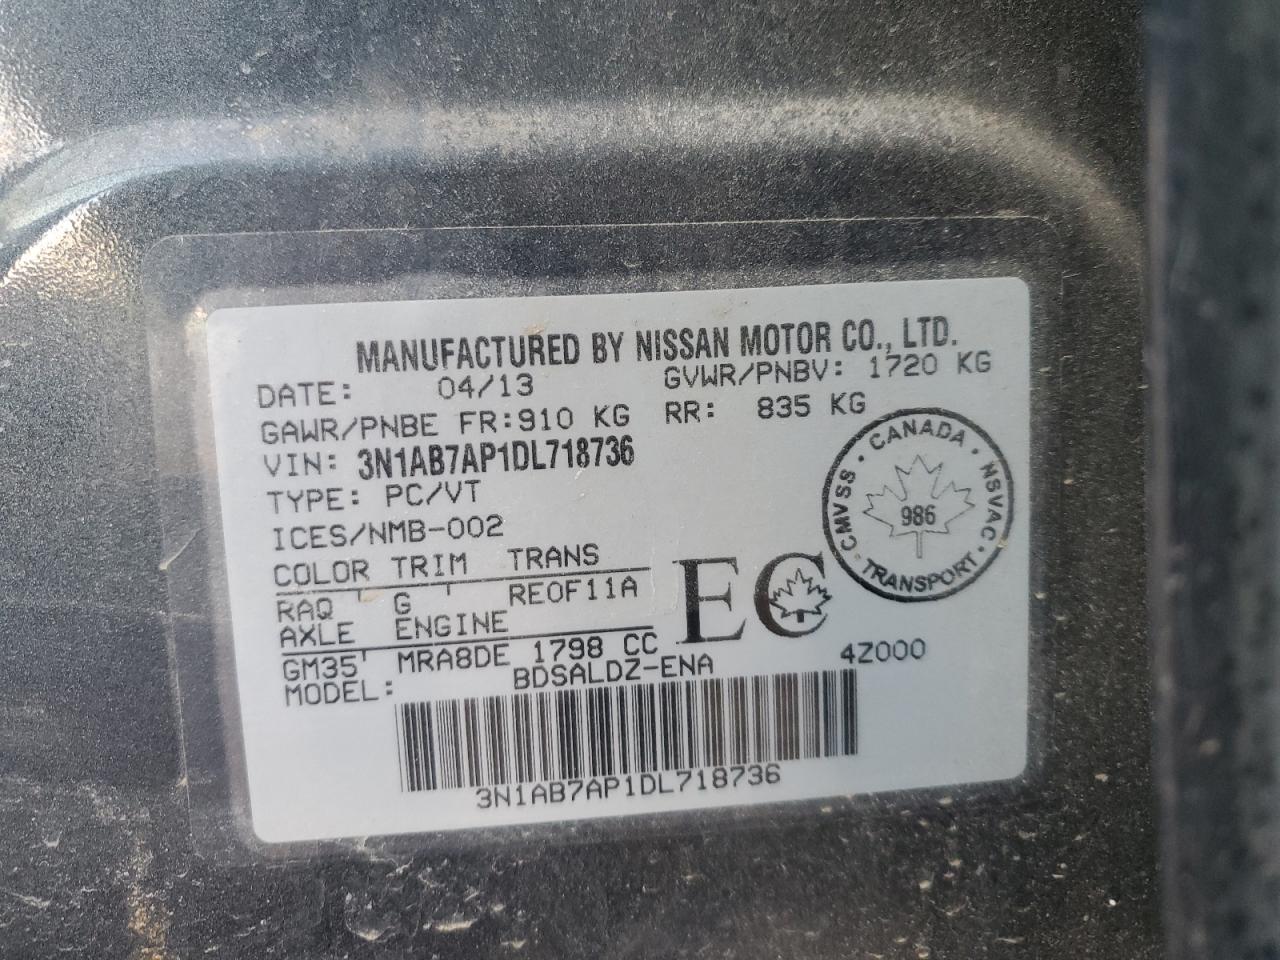 MANUFACTURED BY NISSAN MOTOR CO., LTD.
DATE: 04/13 GVWR/PNBV: 1720 KG
GAWR/PNBE FR:910 KG RR: 835 KG
VIN: 3N1AB7AP1DL718736
TYPE: PC/VT
ICES/NMB-002
COLOR TRIM TRANS
RAQ G RE0F11A
AXLE ENGINE
GM35 MRA8DE 1798 CC
MODEL: BDSALDZ-ENA 4Z000
3N1AB7AP1DL718736
EC
CMVSS · CANADA · NSVAC · TRANSPORT ·
986